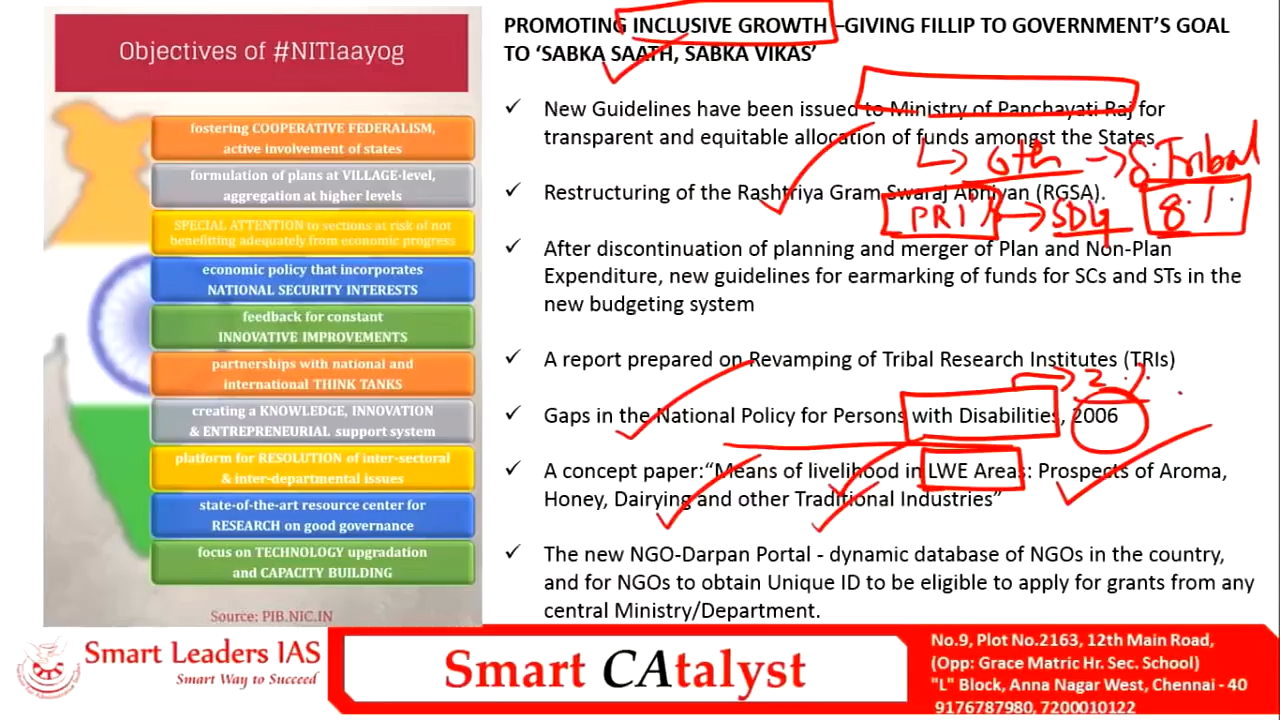 Objectives of #NITIaayog
fostering COOPERATIVE FEDERALISM,
active involvement of states
formulation of plans at VILLAGE-level,
aggregation at higher levels
SPECIAL ATTENTION to sections at risk of not
benefitting adequately from economic progress
economic policy that incorporates
NATIONAL SECURITY INTERESTS
feedback for constant
INNOVATIVE IMPROVEMENTS
partnerships with national and
international THINK TANKS
creating a KNOWLEDGE, INNOVATION
& ENTREPRENEURIAL support system
platform for RESOLUTION of inter-sectoral
& inter-departmental issues
state-of-the-art resource center for
RESEARCH on good governance
focus on TECHNOLOGY upgradation
and CAPACITY BUILDING
Source: PIB.NIC.IN
PROMOTING INCLUSIVE GROWTH –GIVING FILLIP TO GOVERNMENT'S GOAL
TO 'SABKA SAATH, SABKA VIKAS'
✓ New Guidelines have been issued to Ministry of Panchayati Raj for
transparent and equitable allocation of funds amongst the States
6th → S. Tribal
✓ Restructuring of the Rashtriya Gram Swaraj Abhiyan (RGSA).
PRI → SDG 8%
✓ After discontinuation of planning and merger of Plan and Non-Plan
Expenditure, new guidelines for earmarking of funds for SCs and STs in the
new budgeting system
✓ A report prepared on Revamping of Tribal Research Institutes (TRIs)
→ 2%
✓ Gaps in the National Policy for Persons with Disabilities, 2006
✓ A concept paper:"Means of livelihood in LWE Areas: Prospects of Aroma,
Honey, Dairying and other Traditional Industries"
✓ The new NGO-Darpan Portal - dynamic database of NGOs in the country,
and for NGOs to obtain Unique ID to be eligible to apply for grants from any
central Ministry/Department.
Smart Leaders IAS
Smart Way to Succeed
Smart CAtalyst
No.9, Plot No.2163, 12th Main Road,
(Opp: Grace Matric Hr. Sec. School)
"L" Block, Anna Nagar West, Chennai - 40
9176787980, 7200010122